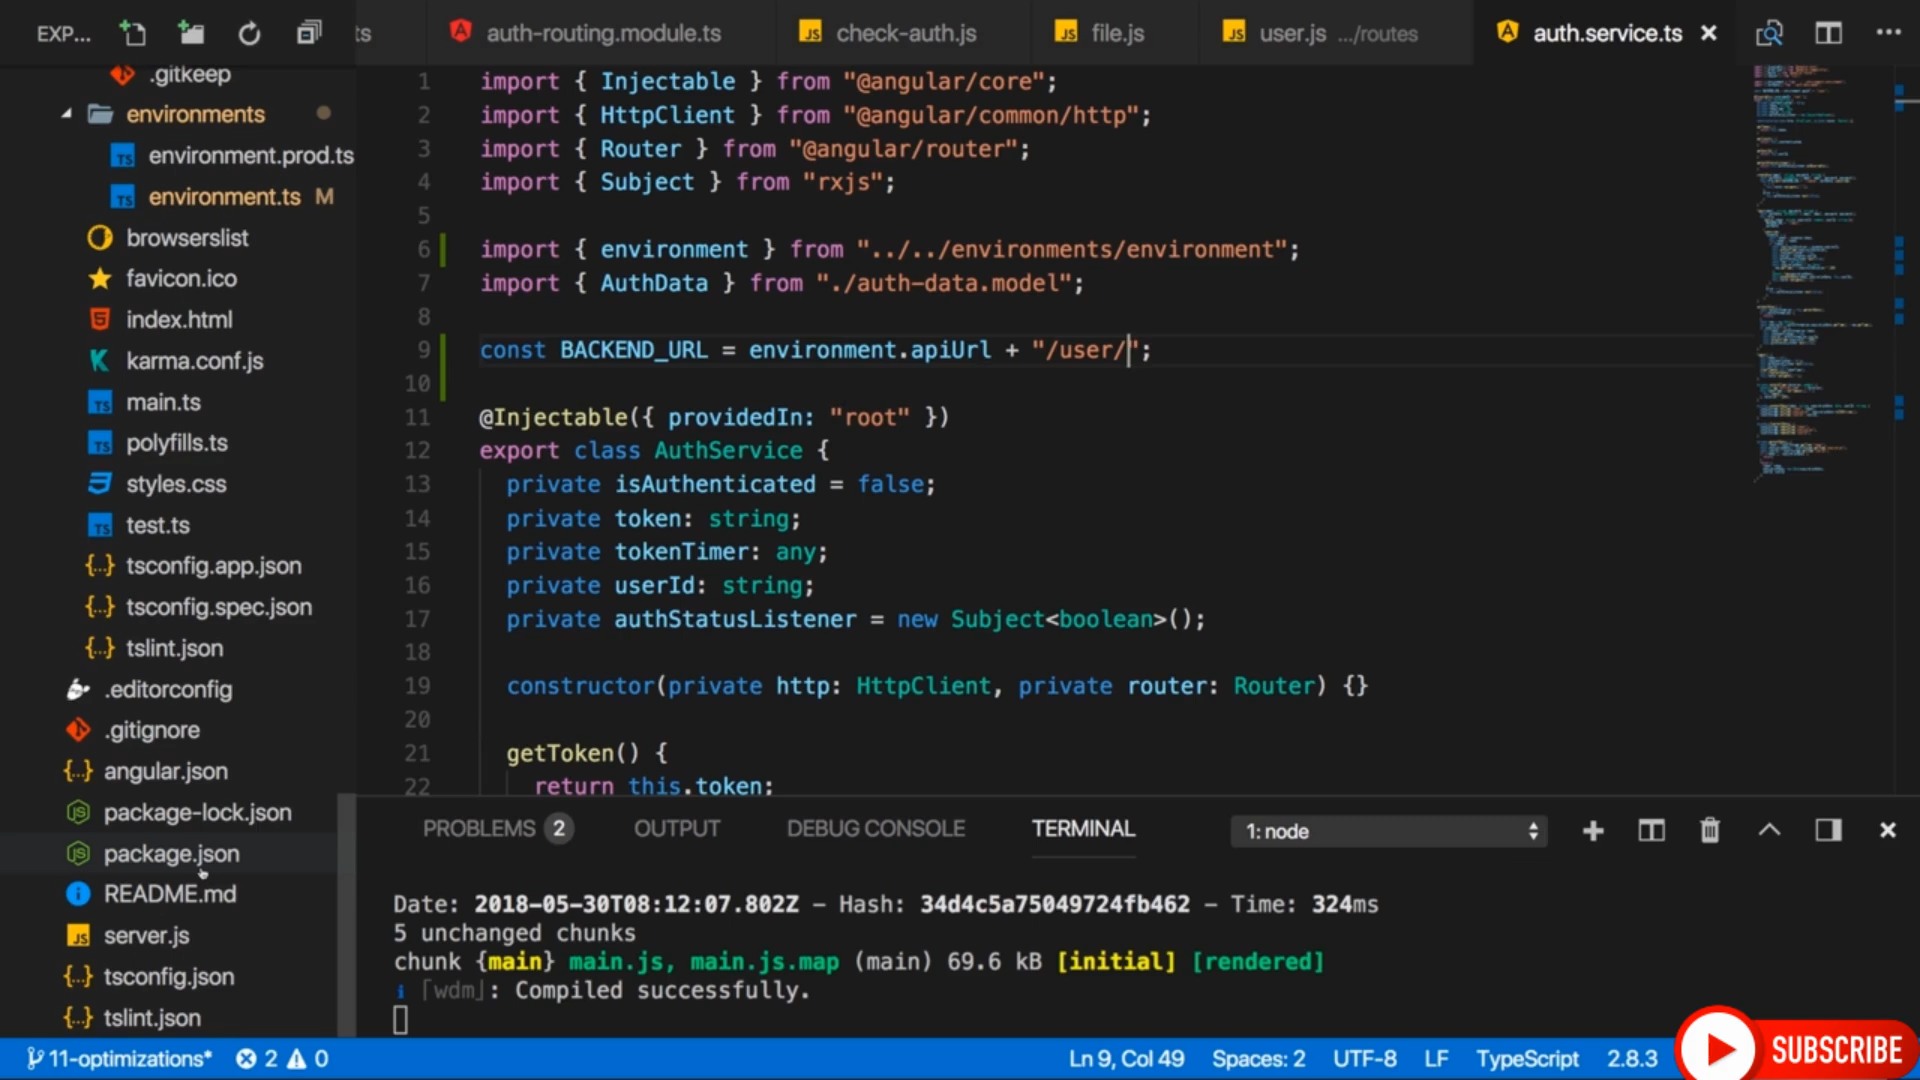 EXP...
ts
auth-routing.module.ts
JS check-auth.js
JS file.js
JS user.js .../routes
auth.service.ts
.gitkeep
environments
TS environment.prod.ts
TS environment.ts M
browserslist
favicon.ico
index.html
karma.conf.js
TS main.ts
TS polyfills.ts
styles.css
TS test.ts
{..} tsconfig.app.json
{..} tsconfig.spec.json
{..} tslint.json
.editorconfig
.gitignore
{..} angular.json
package-lock.json
package.json
README.md
JS server.js
{..} tsconfig.json
{..} tslint.json
1 import { Injectable } from "@angular/core";
2 import { HttpClient } from "@angular/common/http";
3 import { Router } from "@angular/router";
4 import { Subject } from "rxjs";
5
6 import { environment } from "../../environments/environment";
7 import { AuthData } from "./auth-data.model";
8
9 const BACKEND_URL = environment.apiUrl + "/user/";
10
11 @Injectable({ providedIn: "root" })
12 export class AuthService {
13 private isAuthenticated = false;
14 private token: string;
15 private tokenTimer: any;
16 private userId: string;
17 private authStatusListener = new Subject<boolean>();
18
19 constructor(private http: HttpClient, private router: Router) {}
20
21 getToken() {
22 return this.token;
PROBLEMS 2 OUTPUT DEBUG CONSOLE TERMINAL 1: node
Date: 2018-05-30T08:12:07.802Z – Hash: 34d4c5a75049724fb462 – Time: 324ms
5 unchanged chunks
chunk {main} main.js, main.js.map (main) 69.6 kB [initial] [rendered]
i ｢wdm｣: Compiled successfully.
11-optimizations* 2 0 Ln 9, Col 49 Spaces: 2 UTF-8 LF TypeScript 2.8.3
SUBSCRIBE